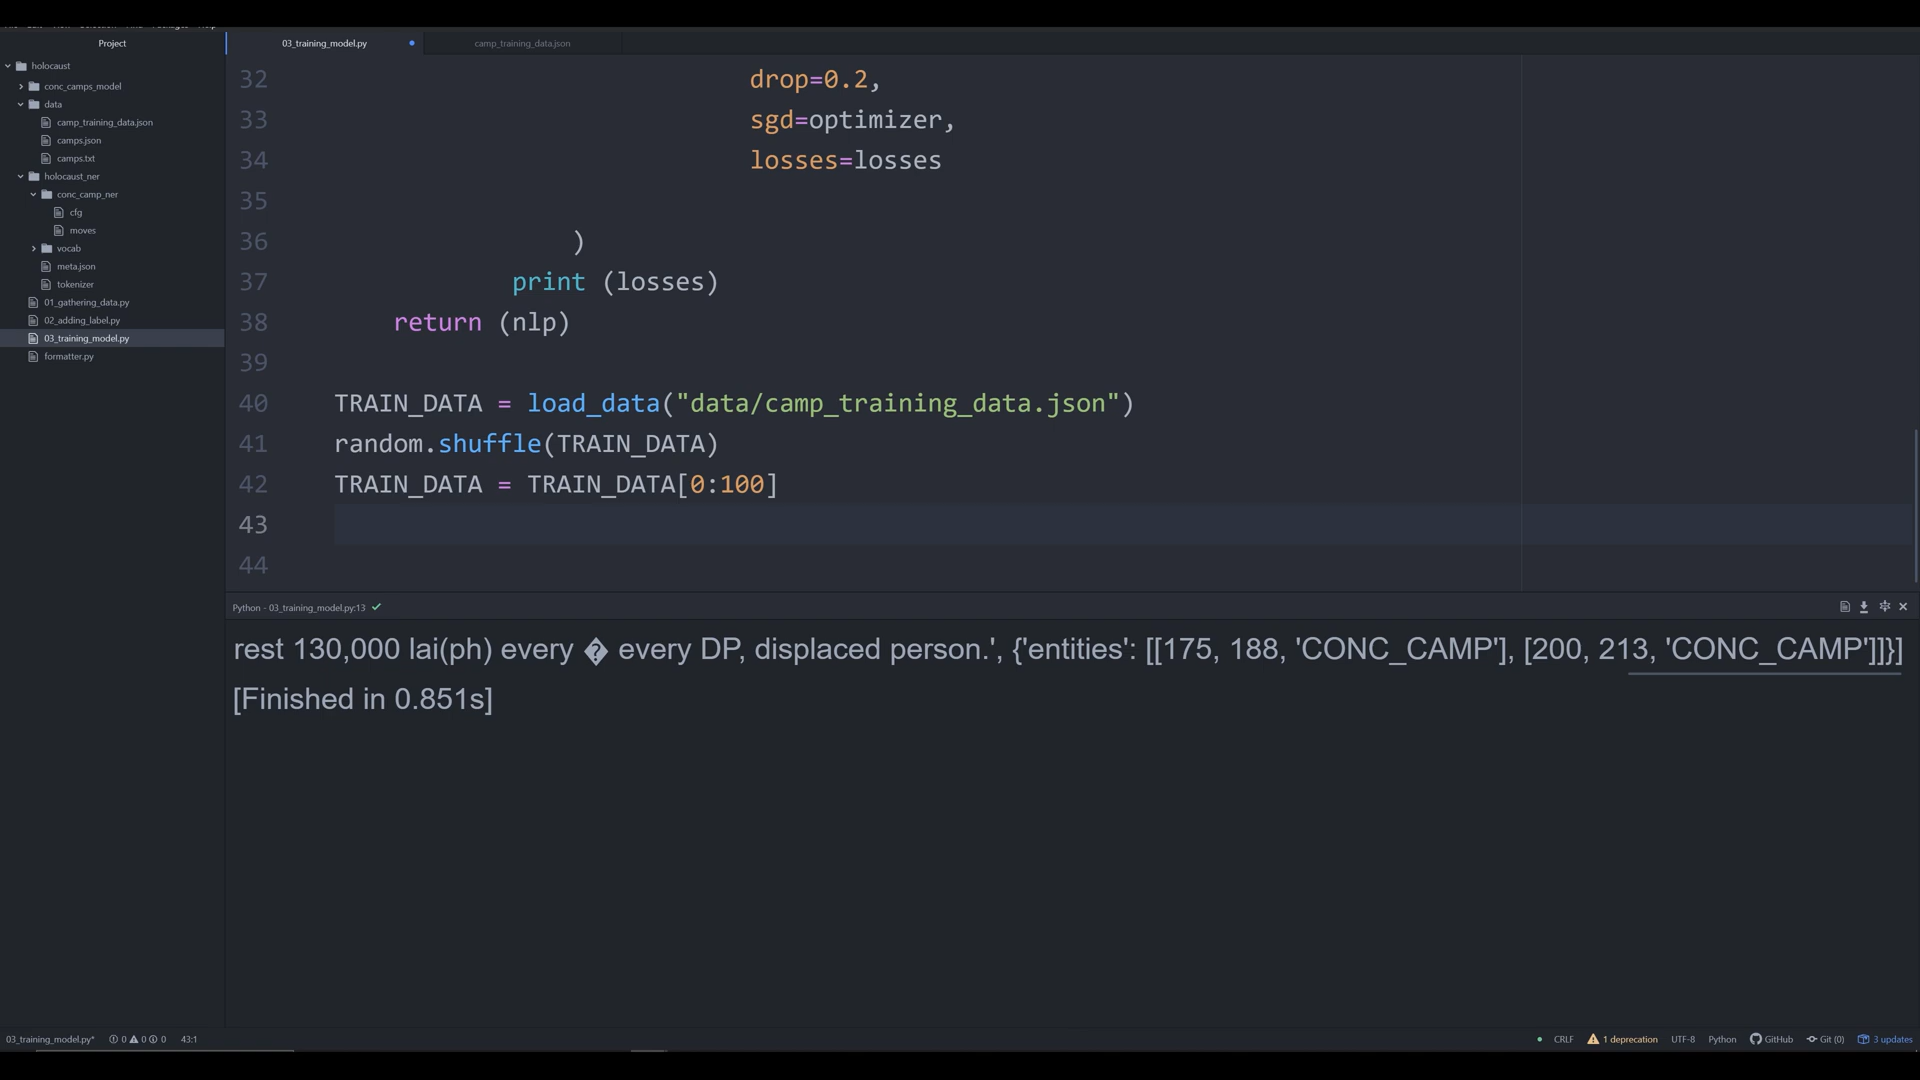 Project
03_training_model.py
camp_training_data.json
holocaust
conc_camps_model
data
camp_training_data.json
camps.json
camps.txt
holocaust_ner
conc_camp_ner
cfg
moves
vocab
meta.json
tokenizer
01_gathering_data.py
02_adding_label.py
03_training_model.py
formatter.py
32 drop=0.2,
33 sgd=optimizer,
34 losses=losses
35
36 )
37 print (losses)
38 return (nlp)
39
40 TRAIN_DATA = load_data("data/camp_training_data.json")
41 random.shuffle(TRAIN_DATA)
42 TRAIN_DATA = TRAIN_DATA[0:100]
43
44
Python - 03_training_model.py:13
rest 130,000 lai(ph) every � every DP, displaced person.', {'entities': [[175, 188, 'CONC_CAMP'], [200, 213, 'CONC_CAMP']]}]
[Finished in 0.851s]
03_training_model.py* 0 0 0 43:1 CRLF 1 deprecation UTF-8 Python GitHub Git (0) 3 updates